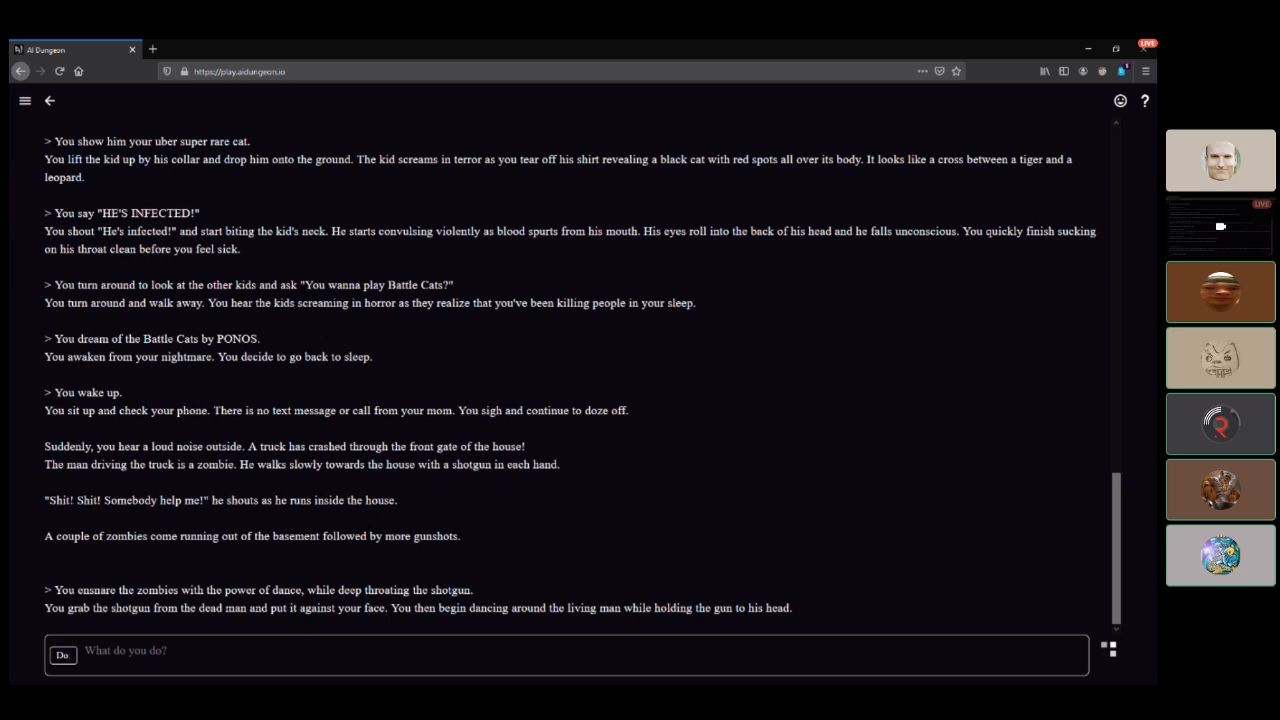 AI Dungeon
LIVE
https://play.aidungeon.io
> You show him your uber super rare cat.
You lift the kid up by his collar and drop him onto the ground. The kid screams in terror as you tear off his shirt revealing a black cat with red spots all over its body. It looks like a cross between a tiger and a
leopard.
> You say "HE'S INFECTED!"
You shout "He's infected!" and start biting the kid's neck. He starts convulsing violently as blood spurts from his mouth. His eyes roll into the back of his head and he falls unconscious. You quickly finish sucking
on his throat clean before you feel sick.
> You turn around to look at the other kids and ask "You wanna play Battle Cats?"
You turn around and walk away. You hear the kids screaming in horror as they realize that you've been killing people in your sleep.
> You dream of the Battle Cats by PONOS.
You awaken from your nightmare. You decide to go back to sleep.
> You wake up.
You sit up and check your phone. There is no text message or call from your mom. You sigh and continue to doze off.
Suddenly, you hear a loud noise outside. A truck has crashed through the front gate of the house!
The man driving the truck is a zombie. He walks slowly towards the house with a shotgun in each hand.
"Shit! Shit! Somebody help me!" he shouts as he runs inside the house.
A couple of zombies come running out of the basement followed by more gunshots.
> You ensnare the zombies with the power of dance, while deep throating the shotgun.
You grab the shotgun from the dead man and put it against your face. You then begin dancing around the living man while holding the gun to his head.
Do:
What do you do?
LIVE